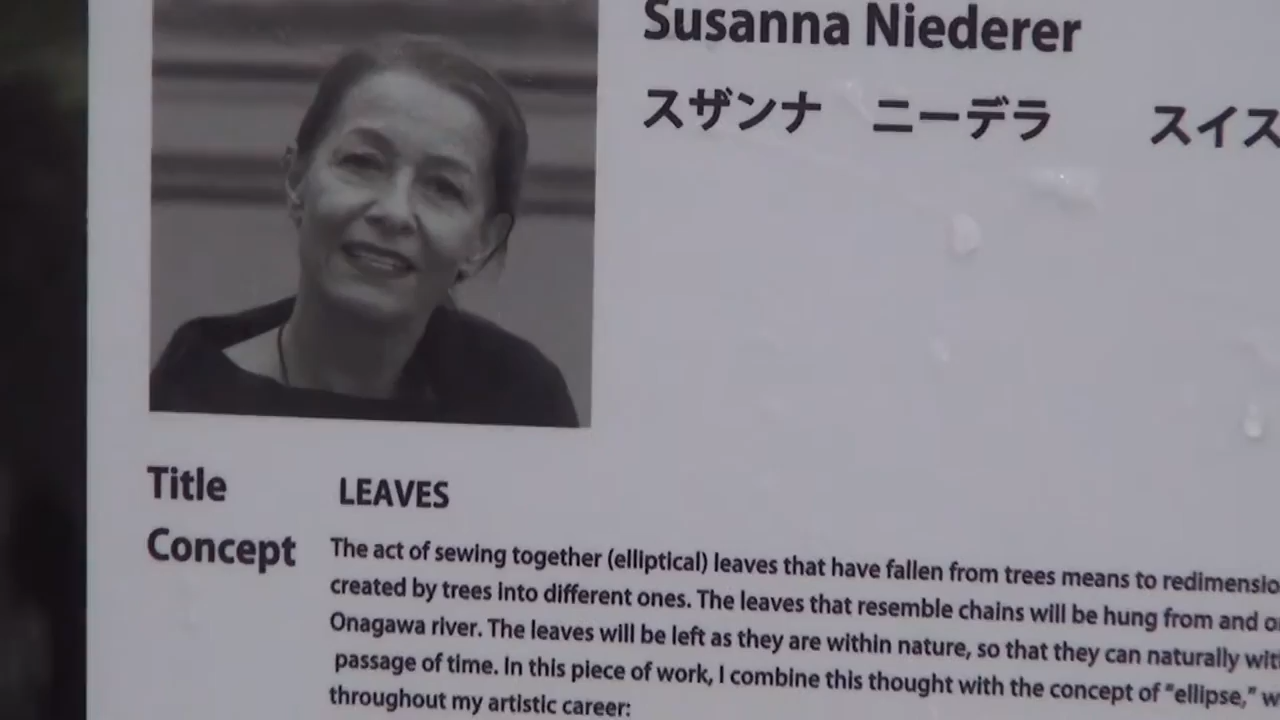 Susanna Niederer
スザンナ ニーデラ スイス
Title LEAVES
Concept The act of sewing together (elliptical) leaves that have fallen from trees means to
created by trees into different ones. The leaves that resemble chains will be hung from and
Onagawa river. The leaves will be left as they are within nature, so that they can naturally
passage of time. In this piece of work, I combine this thought with the concept of "ellipse,"
throughout my artistic career: